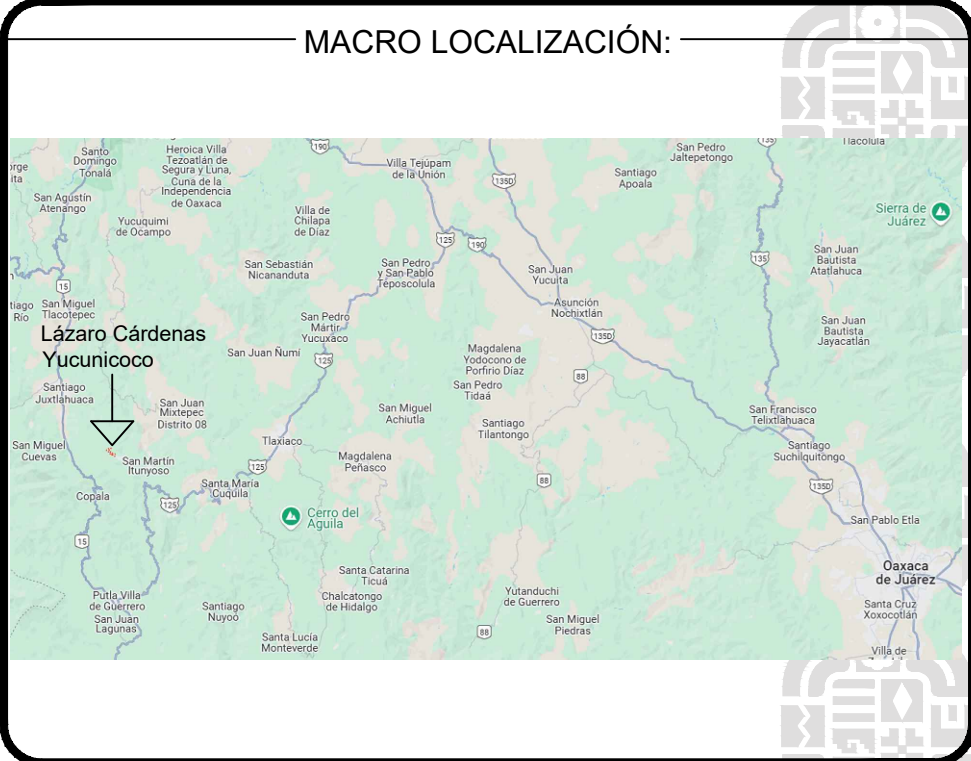 MACRO LOCALIZACIÓN:
190
135
Tlacolula
Santo
Domingo
Tonalá
Heroica Villa
Tezoatlán de
Segura y Luna,
Cuna de la
Independencia
de Oaxaca
Villa Tejúpam
de la Unión
San Pedro
Jaltepetongo
135D
Santiago
Apoala
San Agustín
Atenango
Yucuquimi
de Ocampo
Villa de
Chilapa
de Díaz
Sierra de
Juárez
125
190
San Juan
Bautista
Atatlahuca
135
San Sebastián
Nicananduta
San Pedro
y San Pablo
Téposcolula
San Juan
Yucuita
15
San Miguel
Tlacotepec
tiago
Río
Asunción
Nochixtlán
San Pedro
Mártir
Yucuxaco
San Juan
Bautista
Jayacatlán
Lázaro Cárdenas
Yucunicoco
135D
San Juan Ñumí
125
Magdalena
Yodocono de
Porfirio Díaz
88
San Pedro
Tidaá
Santiago
Juxtlahuaca
San Juan
Mixtepec
Distrito 08
San Miguel
Achiutla
San Francisco
Telixtlahuaca
Santiago
Tilantongo
San Miguel
Cuevas
Tlaxiaco
Santiago
Suchilquitongo
San Martín
Itunyoso
125
Magdalena
Peñasco
88
Santa María
Cuquila
135D
Copala
125
Cerro del
Aguila
San Pablo Etla
15
Oaxaca
de Juárez
Santa Catarina
Ticuá
Putla Villa
de Guerrero
San Juan
Lagunas
Santiago
Nuyoó
Chalcatongo
de Hidalgo
Yutanduchi
de Guerrero
Santa Cruz
Xoxocotlán
San Miguel
Piedras
88
Santa Lucía
Monteverde
Villa de